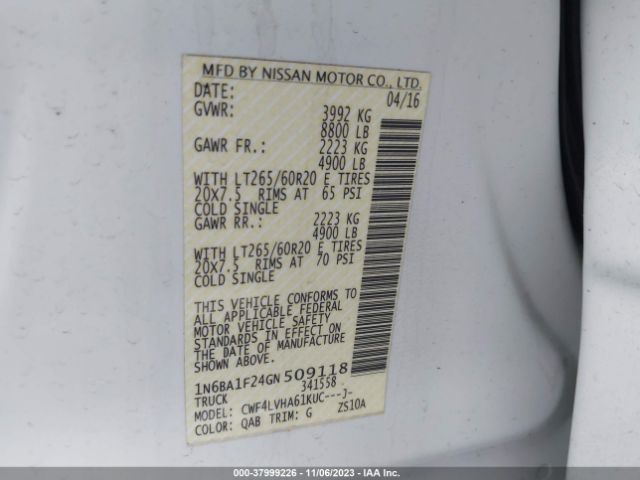 MFD BY NISSAN MOTOR CO., LTD.
DATE: 04/16
GVWR: 3992 KG
8800 LB
GAWR FR.: 2223 KG
4900 LB
WITH LT265/60R20 E TIRES
20X7.5 RIMS AT 65 PSI
COLD SINGLE
GAWR RR.: 2223 KG
4900 LB
WITH LT265/60R20 E TIRES
20X7.5 RIMS AT 70 PSI
COLD SINGLE
THIS VEHICLE CONFORMS TO
ALL APPLICABLE FEDERAL
MOTOR VEHICLE SAFETY
STANDARDS IN EFFECT ON
THE DATE OF MANUFACTURE
SHOWN ABOVE.
1N6BA1F24GN509118
TRUCK 341558
MODEL: CWF4LVHA61KUC---J-
COLOR: QAB TRIM: G ZS10A
000-37999226 - 11/06/2023 - IAA Inc.